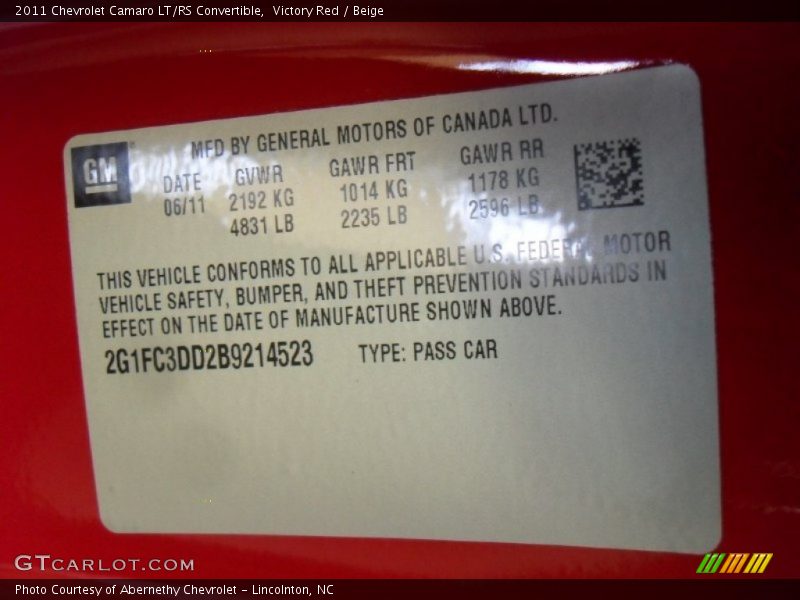 2011 Chevrolet Camaro LT/RS Convertible,  Victory Red / Beige
GM
MFD BY GENERAL MOTORS OF CANADA LTD.
DATE GVWR GAWR FRT GAWR RR
06/11 2192 KG 1014 KG 1178 KG
4831 LB 2235 LB 2596 LB
THIS VEHICLE CONFORMS TO ALL APPLICABLE U.S. FEDERAL MOTOR
VEHICLE SAFETY, BUMPER, AND THEFT PREVENTION STANDARDS IN
EFFECT ON THE DATE OF MANUFACTURE SHOWN ABOVE.
2G1FC3DD2B9214523 TYPE: PASS CAR
GTCARLOT.COM
Photo Courtesy of Abernethy Chevrolet - Lincolnton, NC